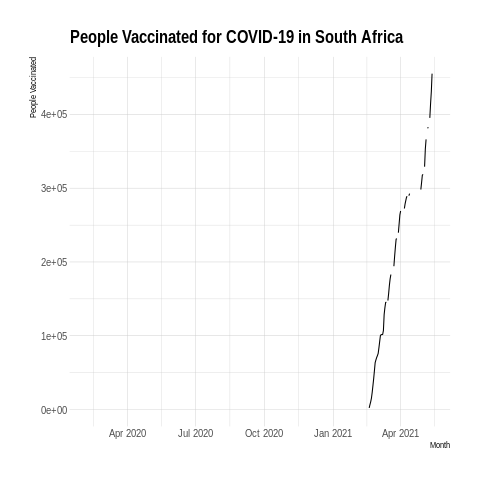 People Vaccinated for COVID-19 in South Africa
People Vaccinated
4e+05
3e+05
2e+05
1e+05
0e+00
Apr 2020 Jul 2020 Oct 2020 Jan 2021 Apr 2021
Month